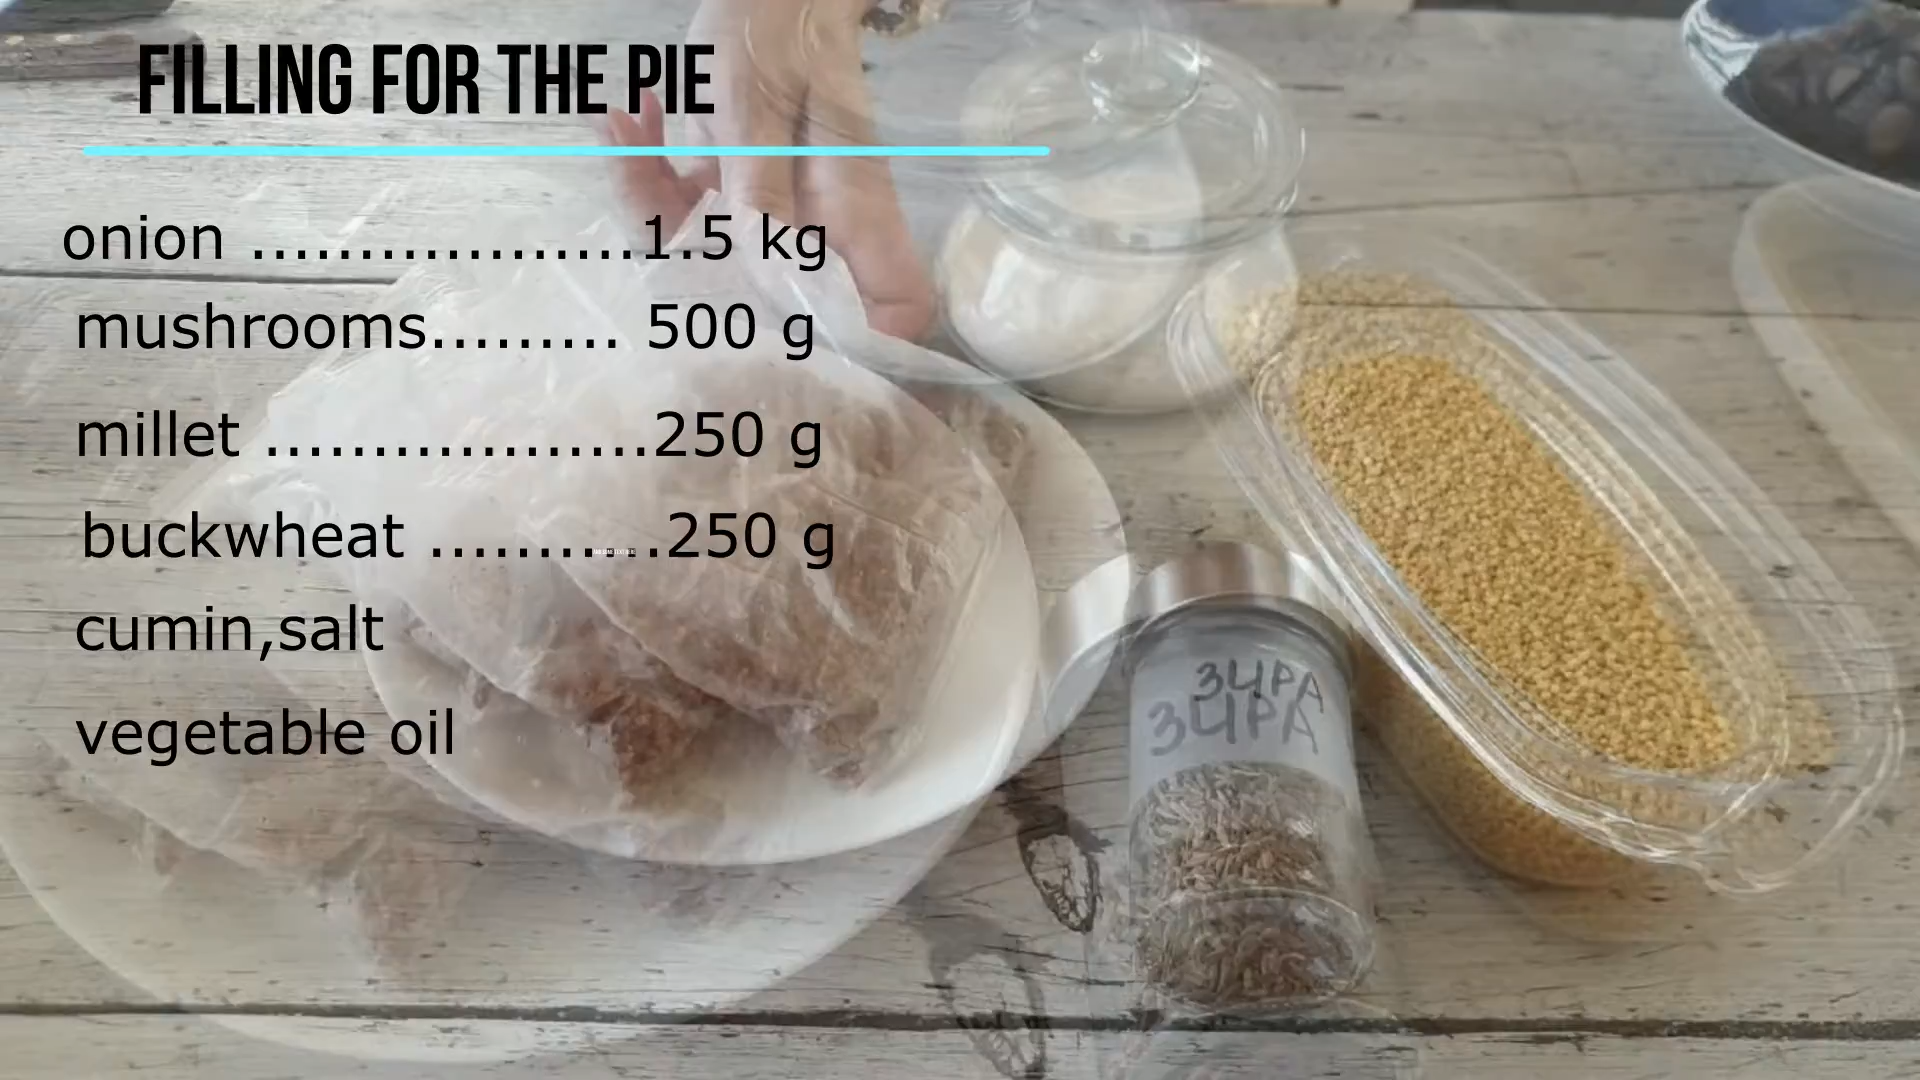 FILLING FOR THE PIE
onion ..................1.5 kg
mushrooms......... 500 g
millet ..................250 g
buckwheat ...........250 g
cumin,salt
vegetable oil
ЗИРА
ЗИРА